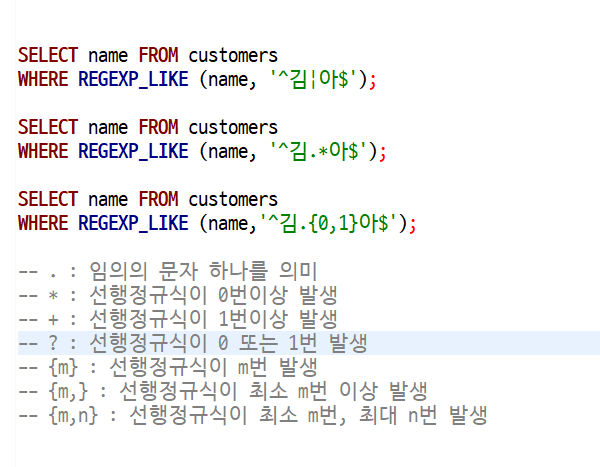 SELECT name FROM customers
WHERE REGEXP_LIKE (name, '^김|아$');
SELECT name FROM customers
WHERE REGEXP_LIKE (name, '^김.*아$');
SELECT name FROM customers
WHERE REGEXP_LIKE (name,'^김.{0,1}아$');
-- . : 임의의 문자 하나를 의미
-- * : 선행정규식이 0번이상 발생
-- + : 선행정규식이 1번이상 발생
-- ? : 선행정규식이 0 또는 1번 발생
-- {m} : 선행정규식이 m번 발생
-- {m,} : 선행정규식이 최소 m번 이상 발생
-- {m,n} : 선행정규식이 최소 m번, 최대 n번 발생